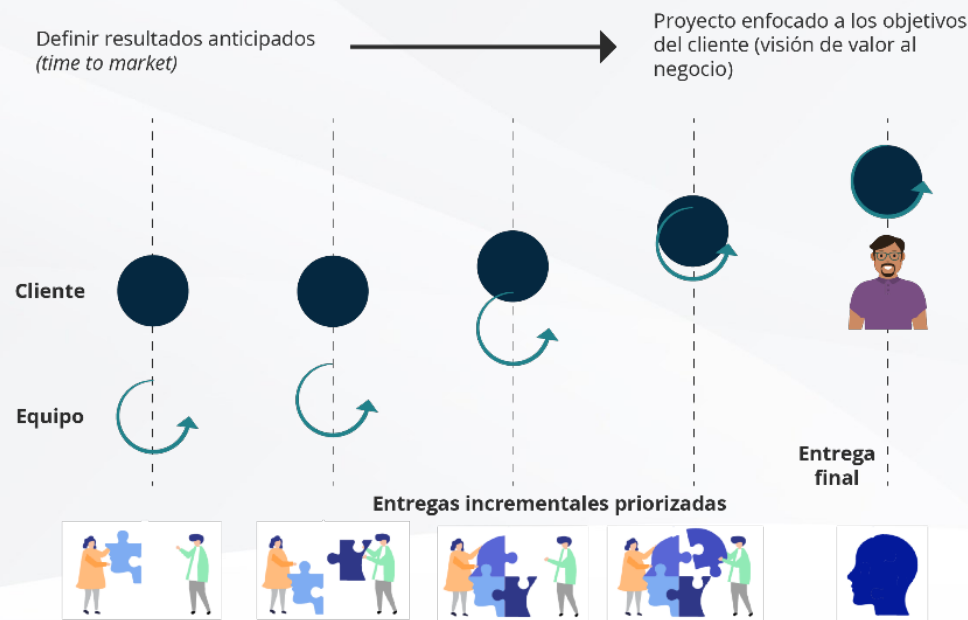 Definir resultados anticipados
(time to market)
Proyecto enfocado a los objetivos
del cliente (visión de valor al
negocio)
Cliente
Equipo
Entrega
final
Entregas incrementales priorizadas